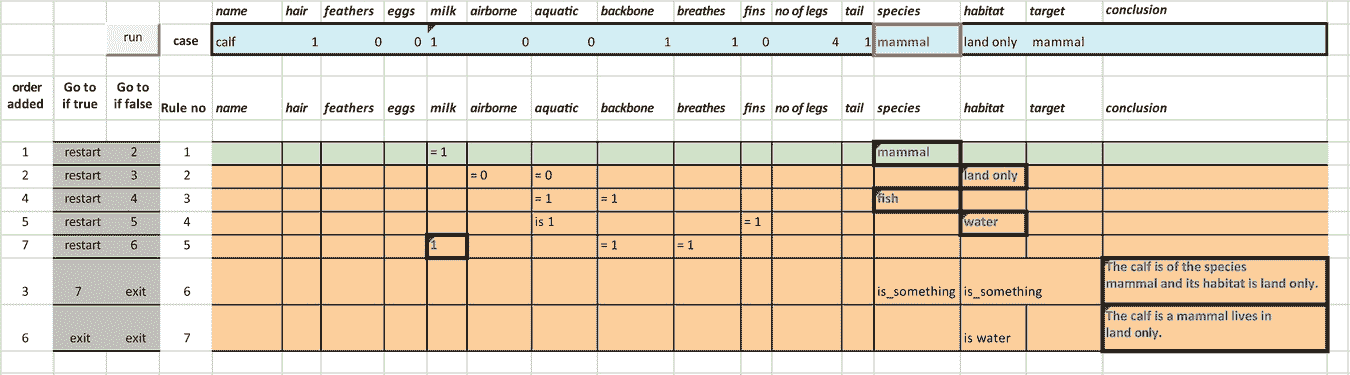 name hair feathers eggs milk airborne aquatic backbone breathes fins no of legs tail species habitat target conclusion
run case calf 1 0 0 1 0 0 1 1 0 4 1 mammal land only mammal
order added Go to if true Go to if false Rule no name hair feathers eggs milk airborne aquatic backbone breathes fins no of legs tail species habitat target conclusion
1 restart 2 1 = 1 mammal
2 restart 3 2 = 0 = 0 land only
4 restart 4 3 = 1 = 1 fish
5 restart 5 4 is 1 = 1 water
7 restart 6 5 1 = 1 = 1
3 7 exit 6 is_something is_something The calf is of the species
mammal and its habitat is land only.
6 exit exit 7 is water The calf is a mammal lives in
land only.